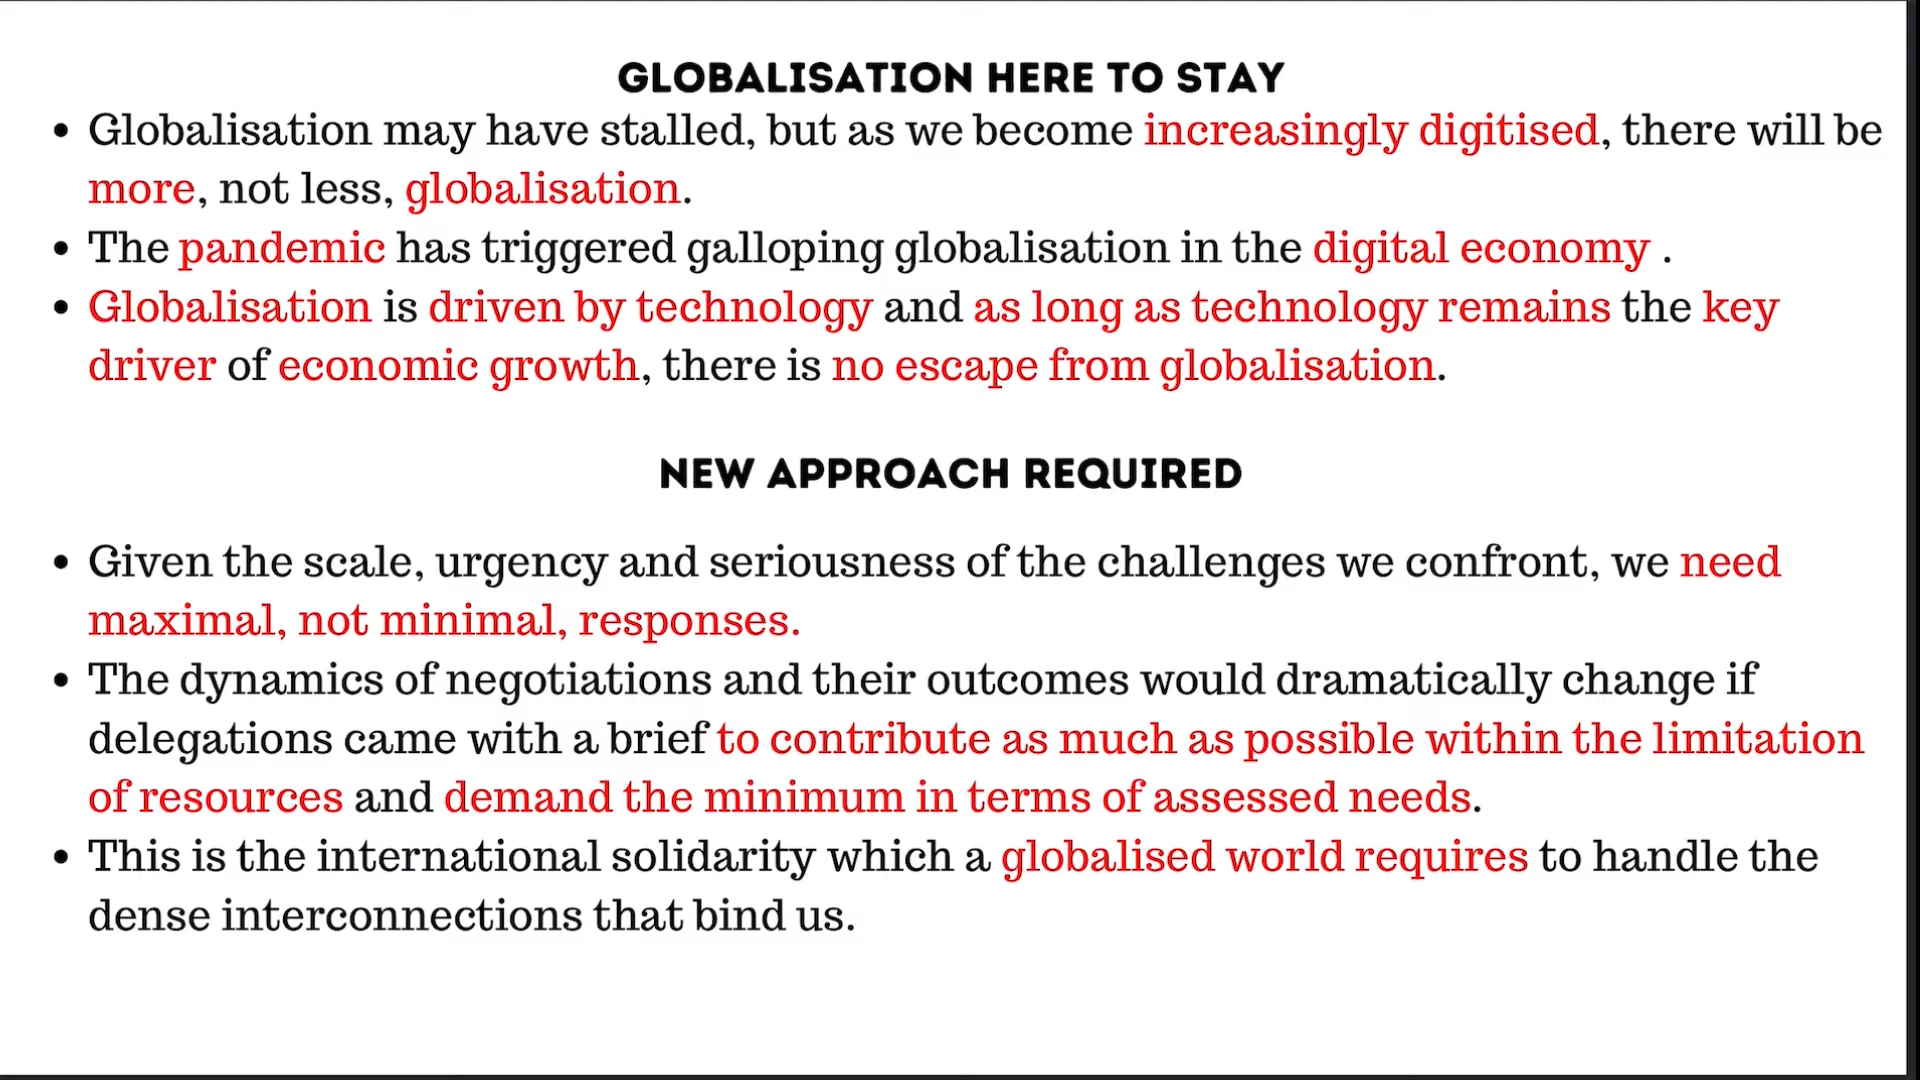 GLOBALISATION HERE TO STAY
• Globalisation may have stalled, but as we become increasingly digitised, there will be
more, not less, globalisation.
• The pandemic has triggered galloping globalisation in the digital economy .
• Globalisation is driven by technology and as long as technology remains the key
driver of economic growth, there is no escape from globalisation.
NEW APPROACH REQUIRED
• Given the scale, urgency and seriousness of the challenges we confront, we need
maximal, not minimal, responses.
• The dynamics of negotiations and their outcomes would dramatically change if
delegations came with a brief to contribute as much as possible within the limitation
of resources and demand the minimum in terms of assessed needs.
• This is the international solidarity which a globalised world requires to handle the
dense interconnections that bind us.